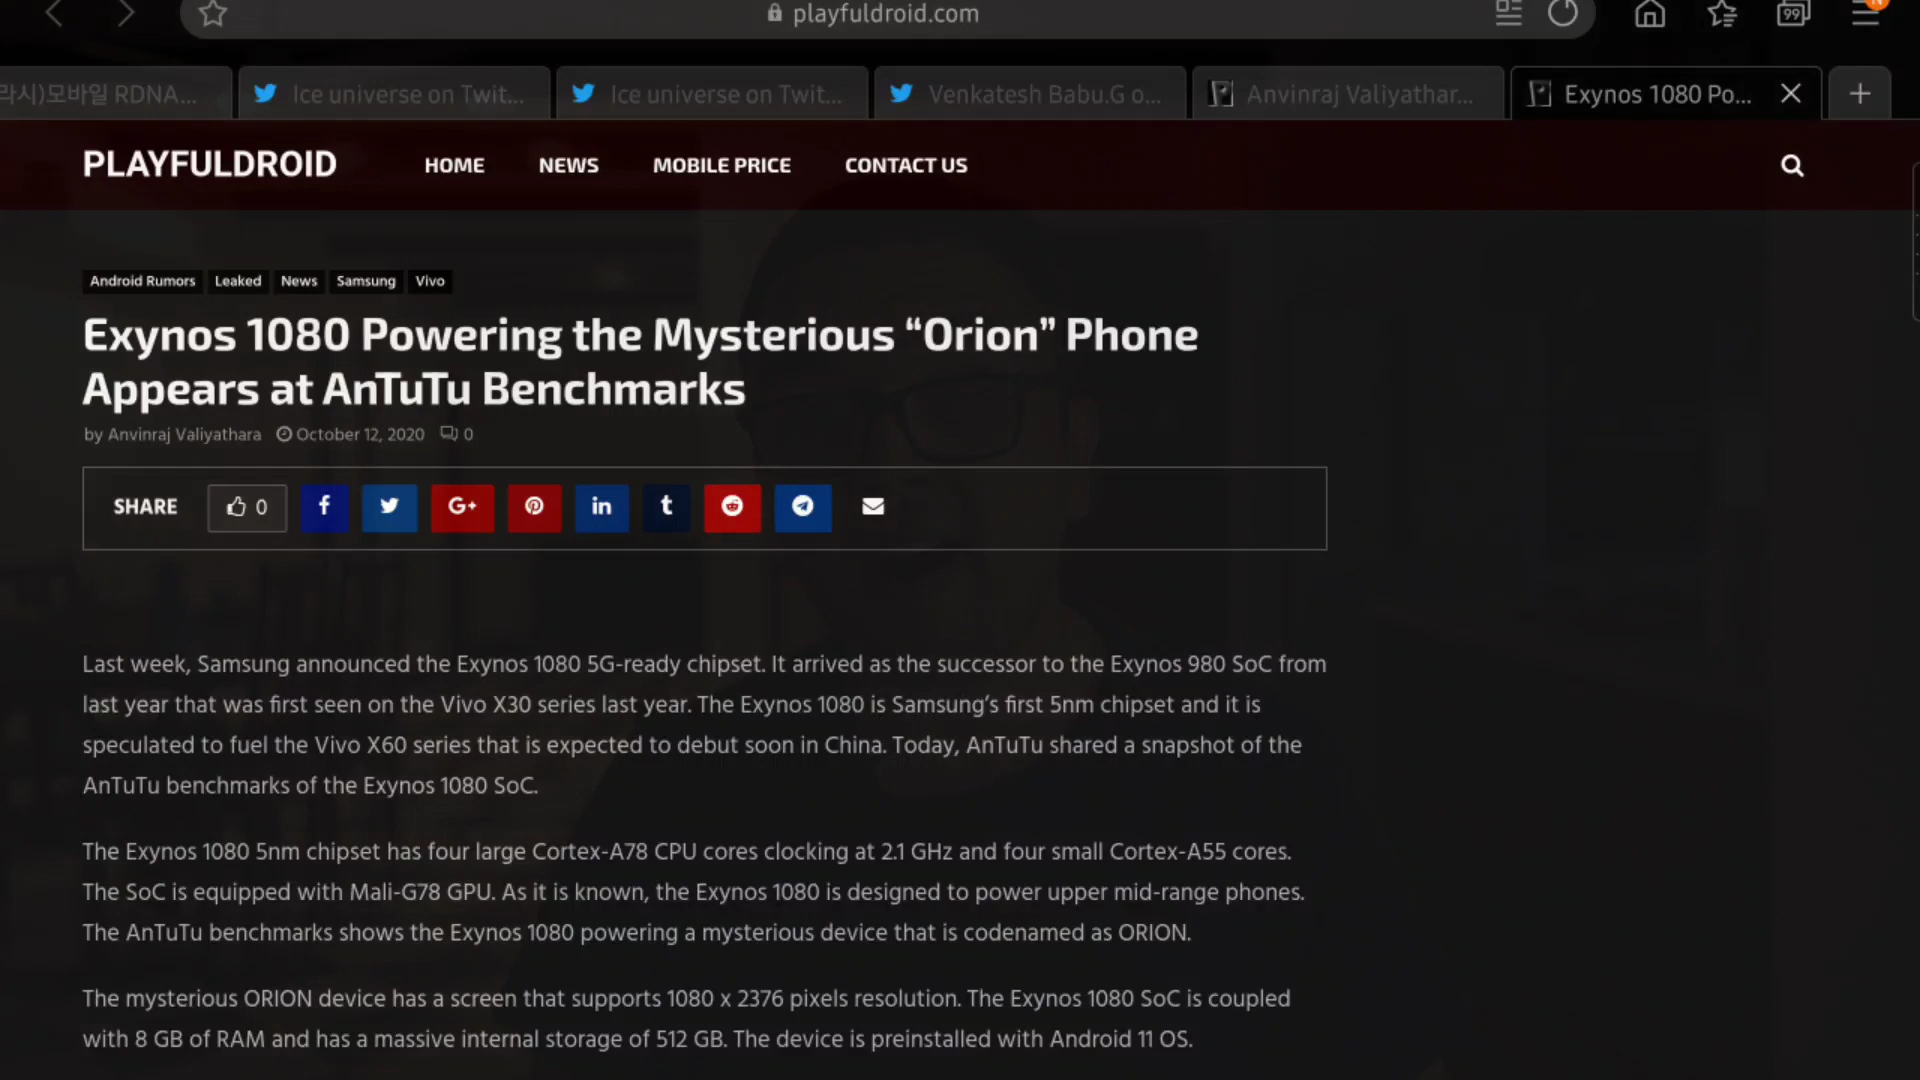 playfuldroid.com
99
N
라시)모바일 RDNA...
Ice universe on Twit...
Ice universe on Twit...
Venkatesh Babu.G o...
Anvinraj Valiyathar...
Exynos 1080 Po...
PLAYFULDROID
HOME
NEWS
MOBILE PRICE
CONTACT US
Android Rumors
Leaked
News
Samsung
Vivo
Exynos 1080 Powering the Mysterious “Orion” Phone
Appears at AnTuTu Benchmarks
by Anvinraj Valiyathara October 12, 2020 0
SHARE 0
Last week, Samsung announced the Exynos 1080 5G-ready chipset. It arrived as the successor to the Exynos 980 SoC from
last year that was first seen on the Vivo X30 series last year. The Exynos 1080 is Samsung’s first 5nm chipset and it is
speculated to fuel the Vivo X60 series that is expected to debut soon in China. Today, AnTuTu shared a snapshot of the
AnTuTu benchmarks of the Exynos 1080 SoC.
The Exynos 1080 5nm chipset has four large Cortex-A78 CPU cores clocking at 2.1 GHz and four small Cortex-A55 cores.
The SoC is equipped with Mali-G78 GPU. As it is known, the Exynos 1080 is designed to power upper mid-range phones.
The AnTuTu benchmarks shows the Exynos 1080 powering a mysterious device that is codenamed as ORION.
The mysterious ORION device has a screen that supports 1080 x 2376 pixels resolution. The Exynos 1080 SoC is coupled
with 8 GB of RAM and has a massive internal storage of 512 GB. The device is preinstalled with Android 11 OS.